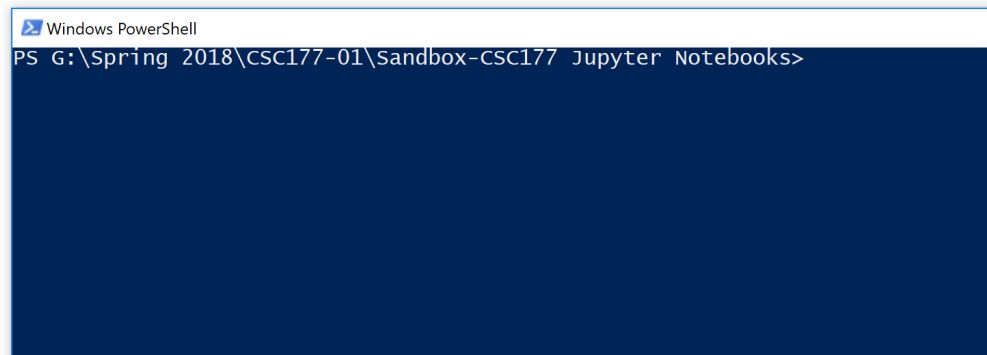 Windows PowerShell
PS G:\Spring 2018\CSC177-01\Sandbox-CSC177 Jupyter Notebooks>